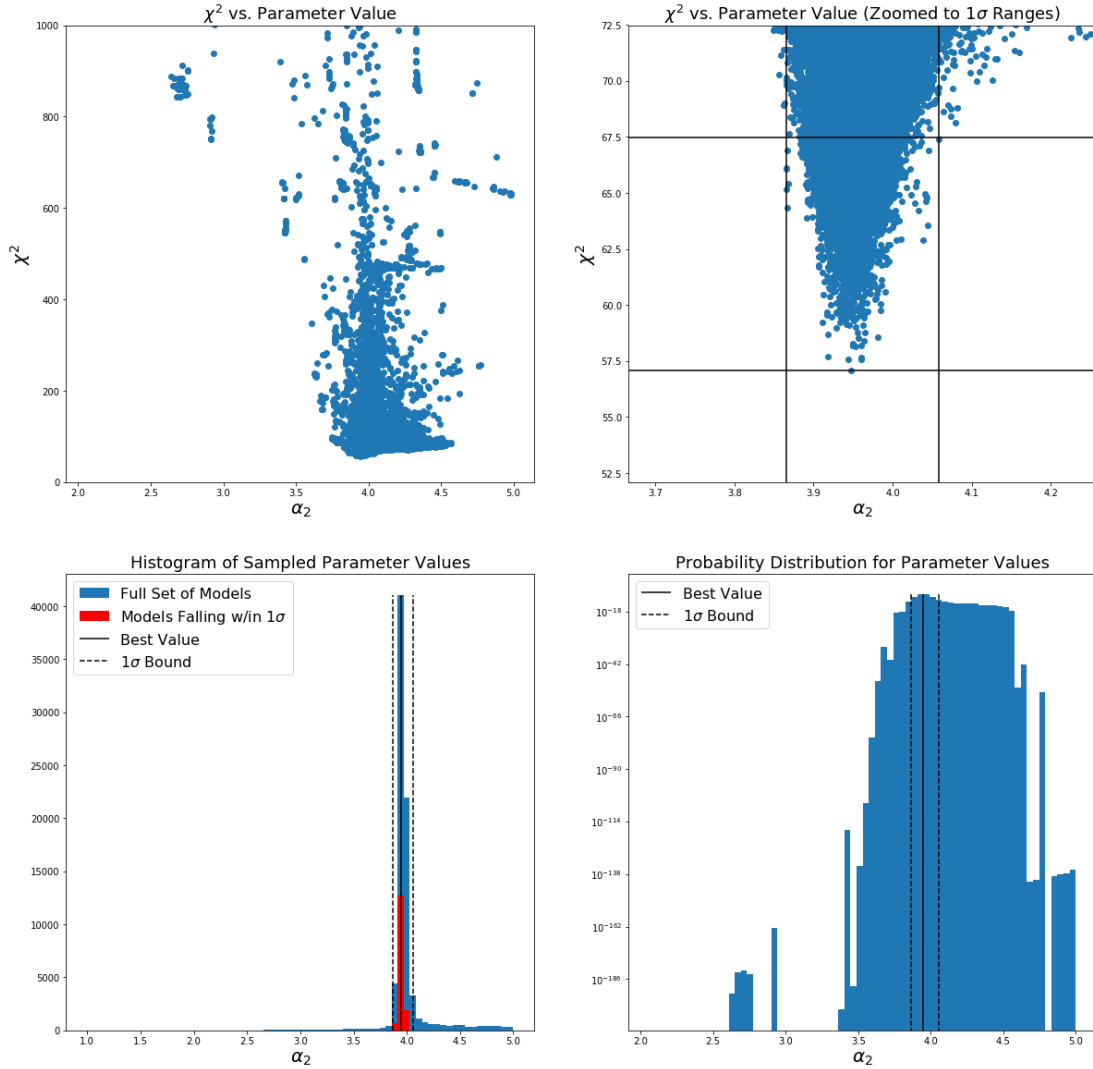 χ² vs. Parameter Value
1000
800
600
400
200
0
χ²
2.0 2.5 3.0 3.5 4.0 4.5 5.0
α₂
χ² vs. Parameter Value (Zoomed to 1σ Ranges)
72.5
70.0
67.5
65.0
62.5
60.0
57.5
55.0
52.5
χ²
3.7 3.8 3.9 4.0 4.1 4.2
α₂
Histogram of Sampled Parameter Values
Full Set of Models
Models Falling w/in 1σ
Best Value
1σ Bound
40000
35000
30000
25000
20000
15000
10000
5000
0
1.0 1.5 2.0 2.5 3.0 3.5 4.0 4.5 5.0
α₂
Probability Distribution for Parameter Values
Best Value
1σ Bound
10⁻¹⁸
10⁻⁴²
10⁻⁶⁶
10⁻⁹⁰
10⁻¹¹⁴
10⁻¹³⁸
10⁻¹⁶²
10⁻¹⁸⁶
2.0 2.5 3.0 3.5 4.0 4.5 5.0
α₂